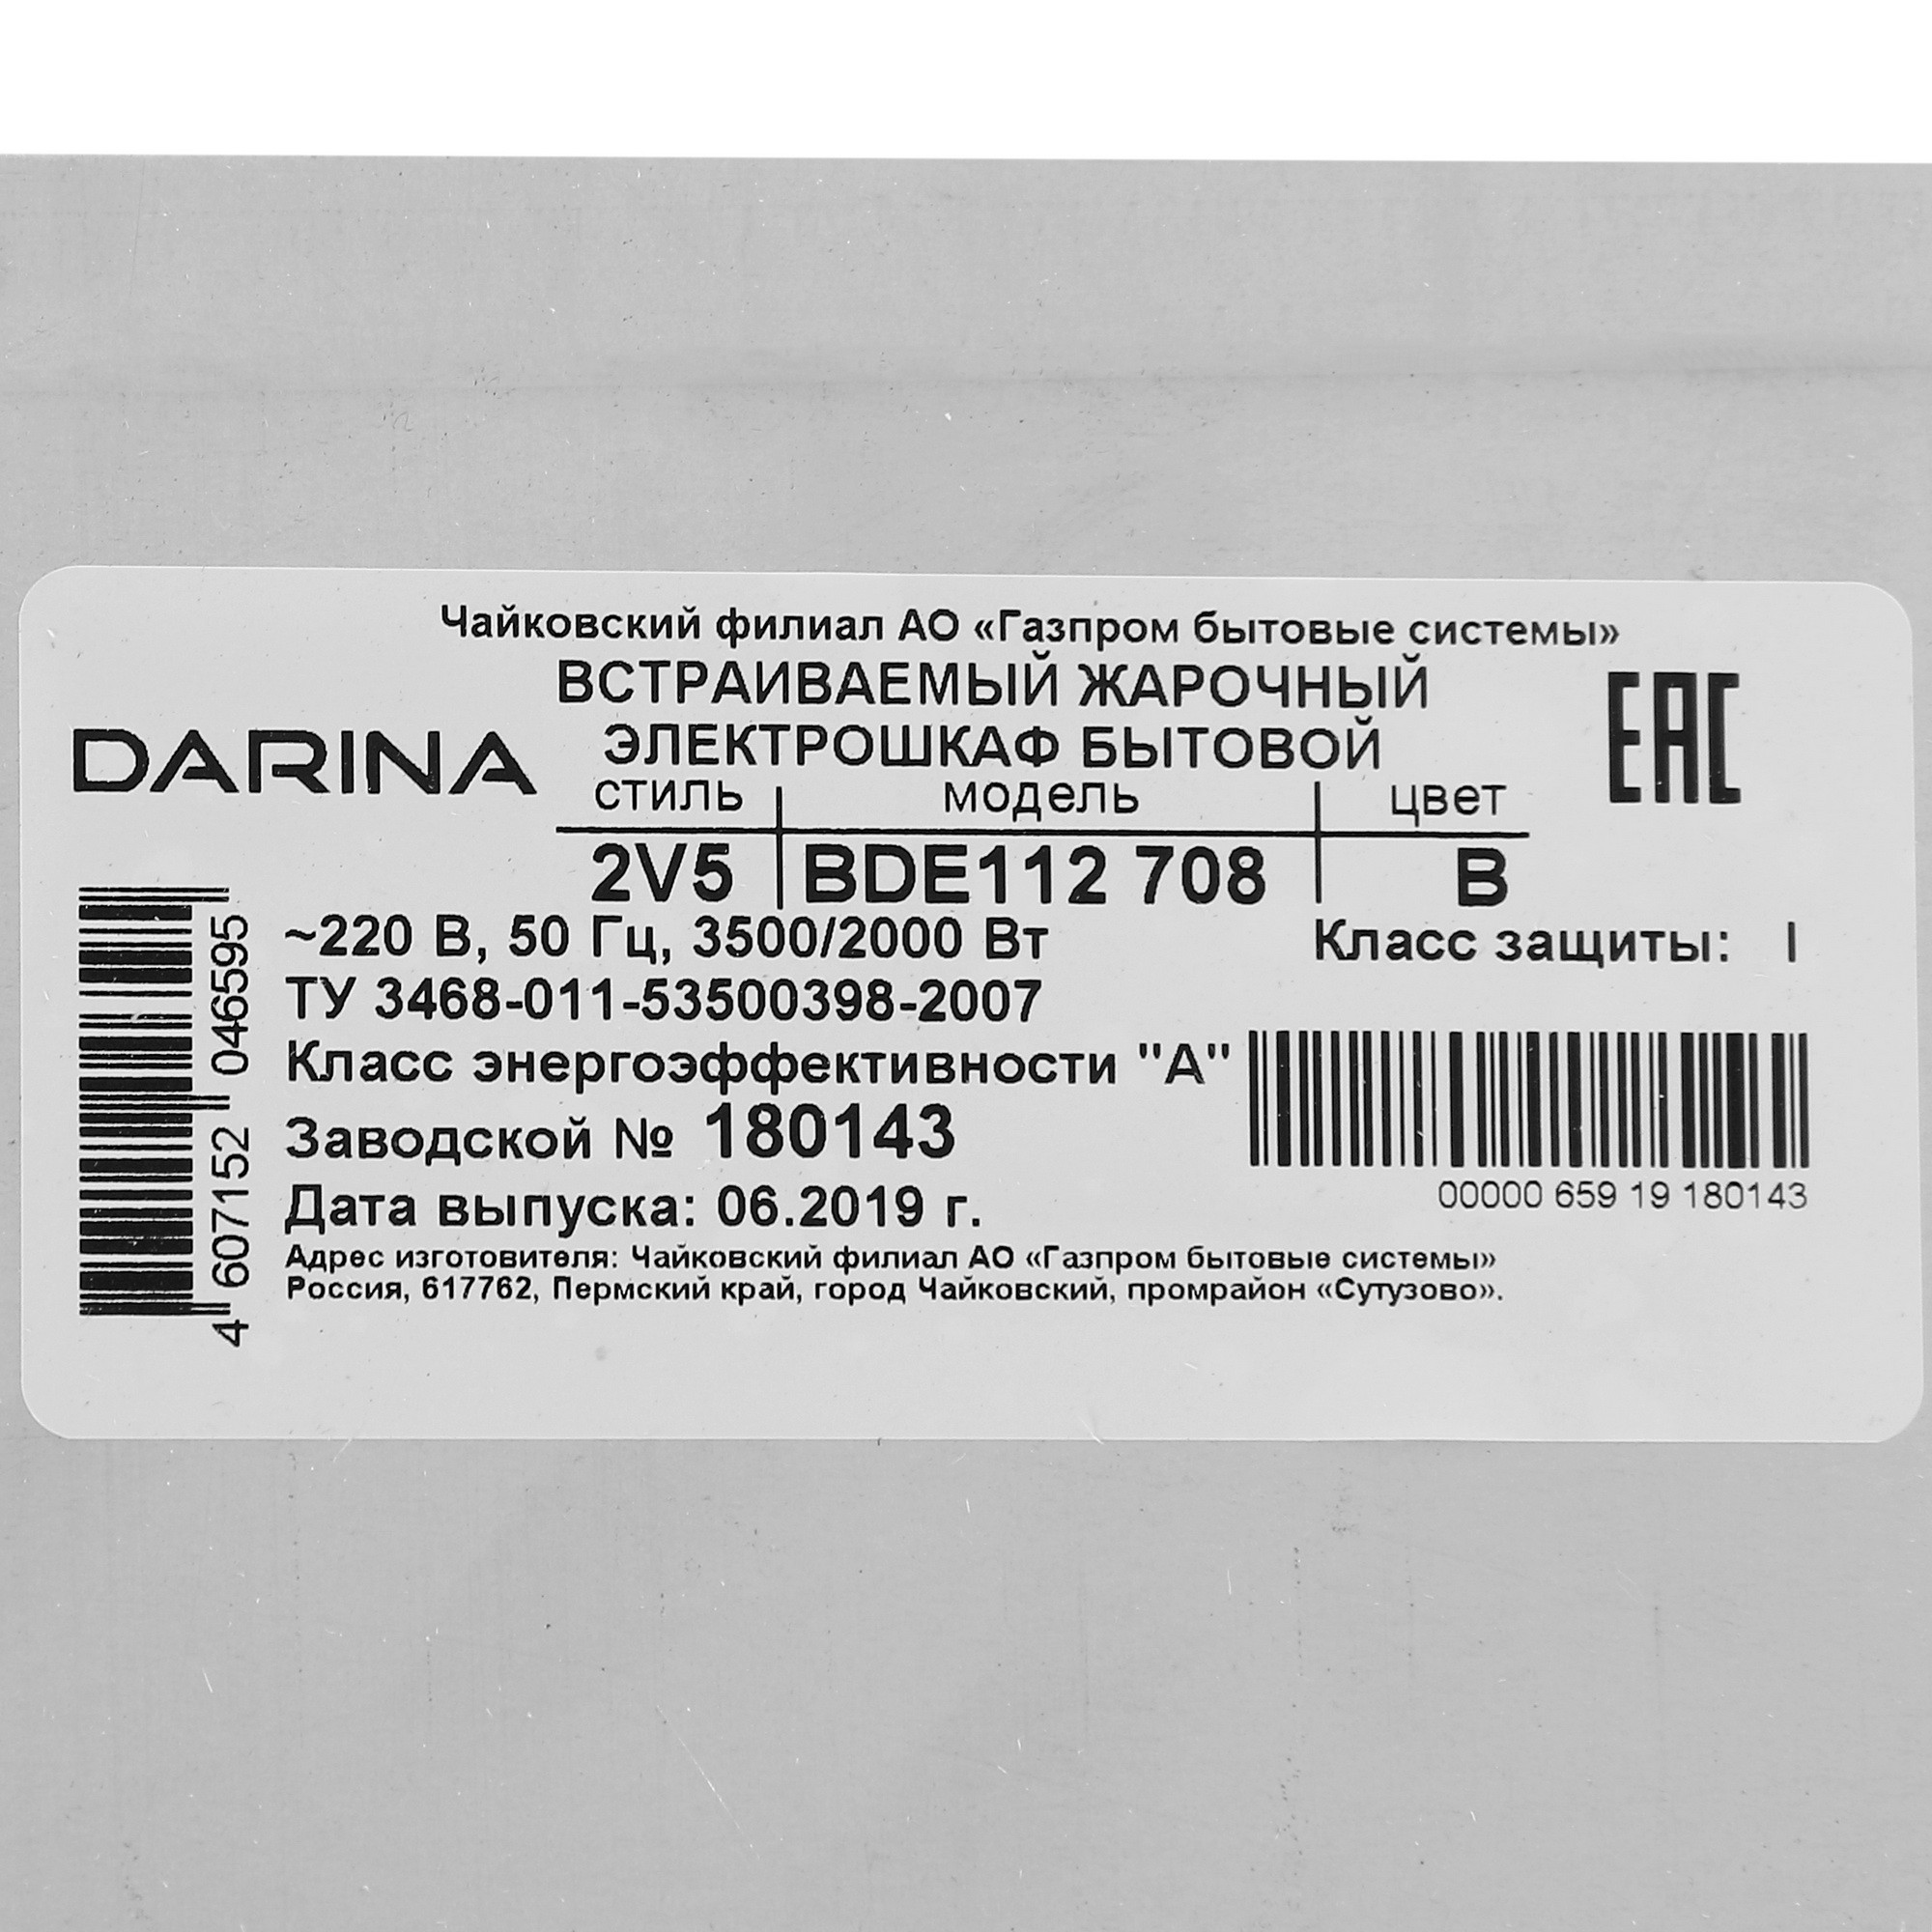 Чайковский филиал АО «Газпром бытовые системы»
ВСТРАИВАЕМЫЙ ЖАРОЧНЫЙ
ЭЛЕКТРОШКАФ БЫТОВОЙ
DARINA
EAC
стиль модель цвет
2V5 BDE112 708 B
~220 В, 50 Гц, 3500/2000 Вт Класс защиты: I
ТУ 3468-011-53500398-2007
Класс энергоэффективности "А"
Заводской № 180143
Дата выпуска: 06.2019 г.
00000 659 19 180143
Адрес изготовителя: Чайковский филиал АО «Газпром бытовые системы»
Россия, 617762, Пермский край, город Чайковский, промрайон «Сутузово».
4 607152 046595